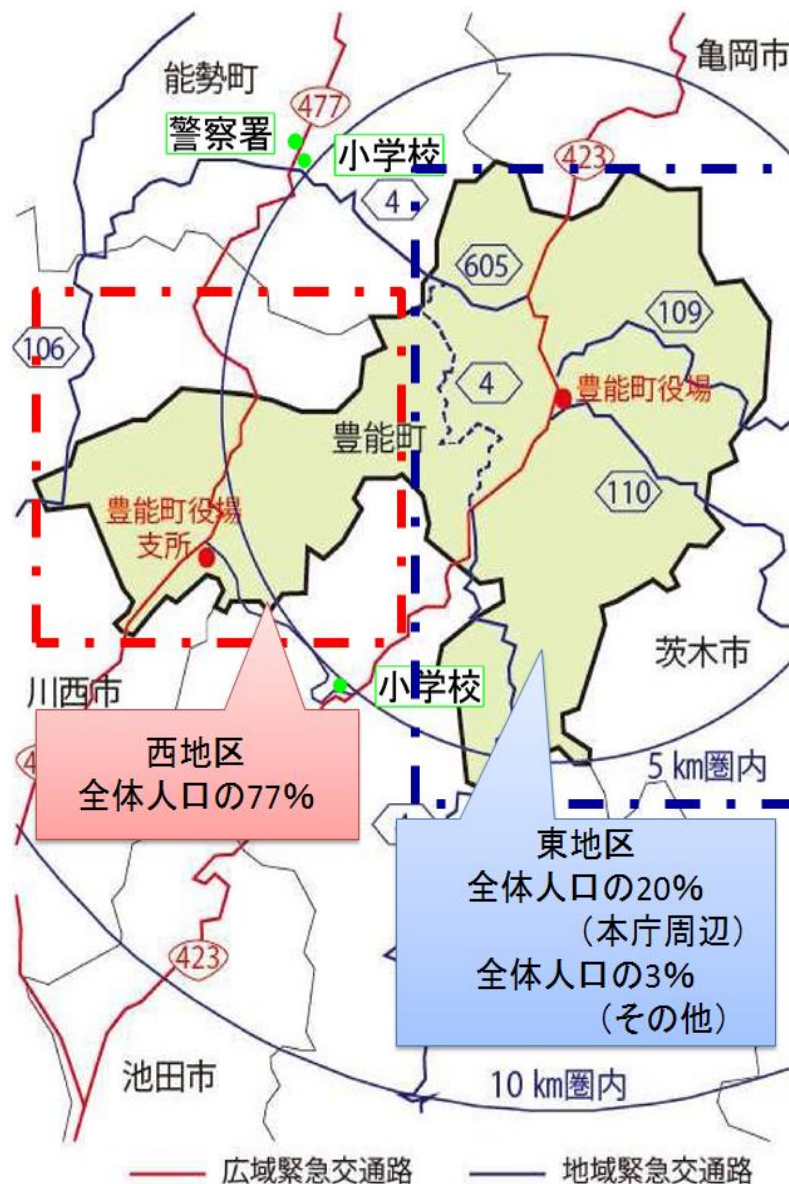 亀岡市
能勢町
477
警察署
小学校
423
4
605
109
106
4
豊能町役場
豊能町
110
豊能町役場
支所
茨木市
川西市
小学校
5 km圏内
西地区
全体人口の77%
東地区
全体人口の20%
(本庁周辺)
全体人口の3%
(その他)
423
池田市
10 km圏内
広域緊急交通路
地域緊急交通路